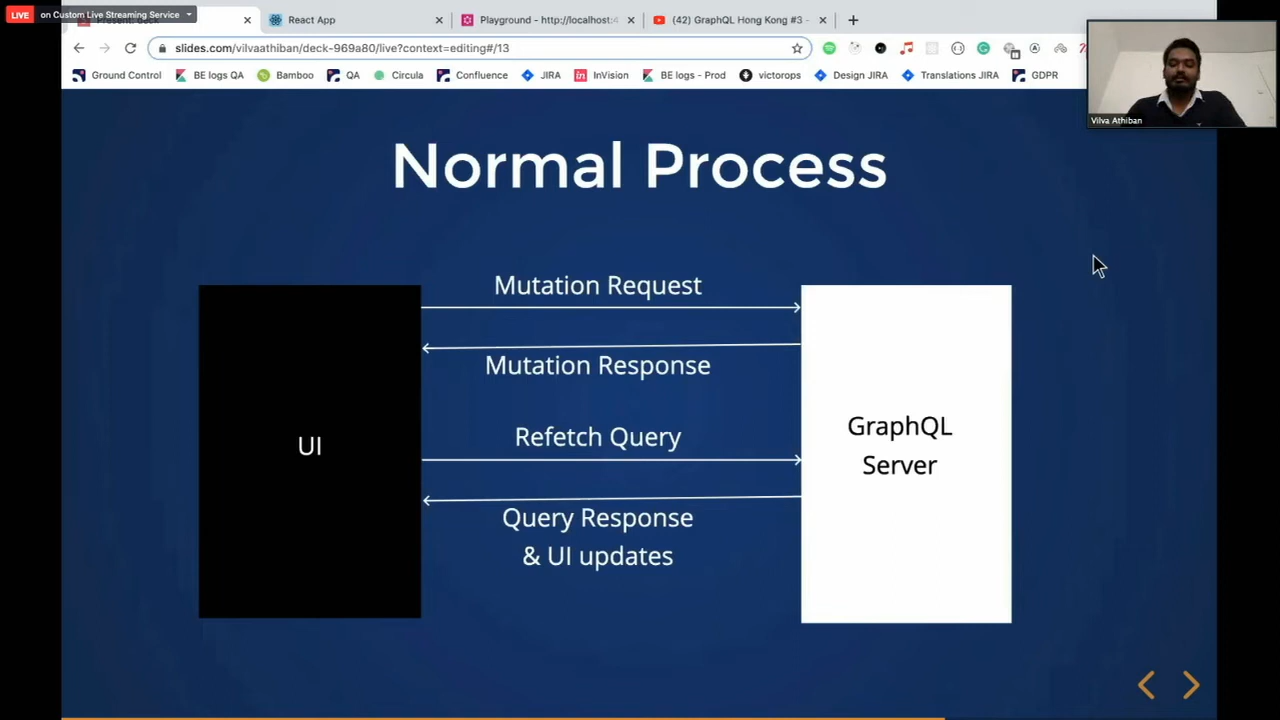 LIVE on Custom Live Streaming Service
React App
Playground - http://localhost:4
(42) GraphQL Hong Kong #3 -
slides.com/vilvaathiban/deck-969a80/live?context=editing#/13
Ground Control BE logs QA Bamboo QA Circula Confluence JIRA InVision BE logs - Prod victorops Design JIRA Translations JIRA GDPR
Vilva Athiban
Normal Process
Mutation Request
Mutation Response
Refetch Query
Query Response
& UI updates
UI
GraphQL
Server